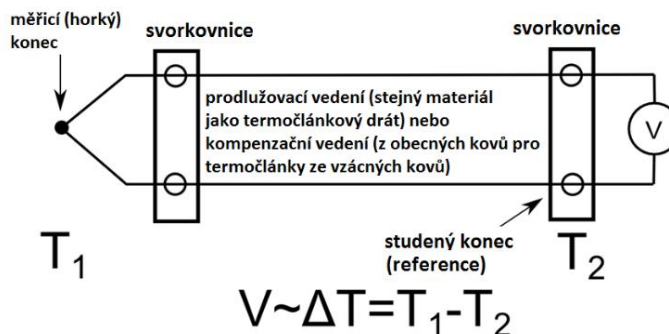 měřicí (horký)
konec
svorkovnice
svorkovnice
prodlužovací vedení (stejný materiál
jako termočlánkový drát) nebo
kompenzační vedení (z obecných kovů pro
termočlánky ze vzácných kovů)
V
T₁
studený konec
(reference)
T₂
V~ΔT=T₁-T₂